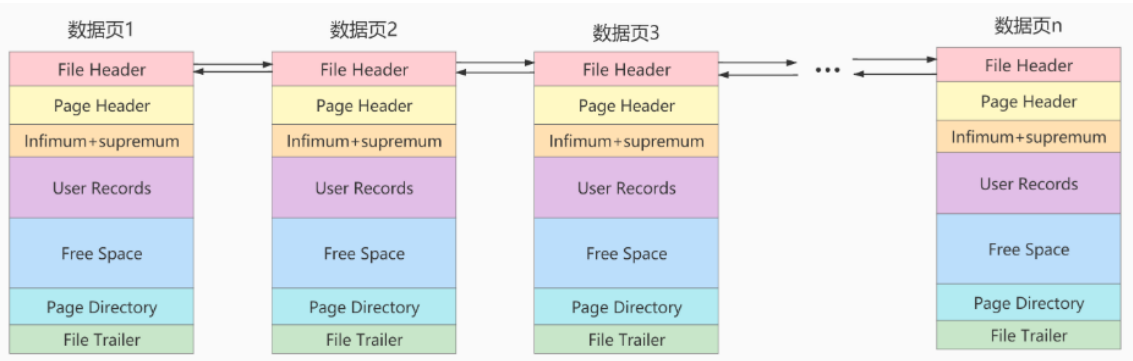 数据页1
File Header
Page Header
Infimum+supremum
User Records
Free Space
Page Directory
File Trailer
数据页2
File Header
Page Header
Infimum+supremum
User Records
Free Space
Page Directory
File Trailer
数据页3
File Header
Page Header
Infimum+supremum
User Records
Free Space
Page Directory
File Trailer
...
数据页n
File Header
Page Header
Infimum+supremum
User Records
Free Space
Page Directory
File Trailer